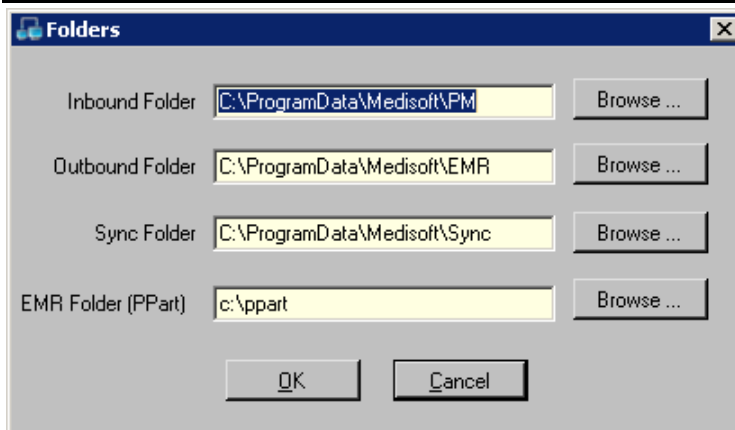 Folders
Inbound Folder C:\ProgramData\Medisoft\PM Browse ...
Outbound Folder C:\ProgramData\Medisoft\EMR Browse ...
Sync Folder C:\ProgramData\Medisoft\Sync Browse ...
EMR Folder (PPart) c:\ppart Browse ...
OK Cancel